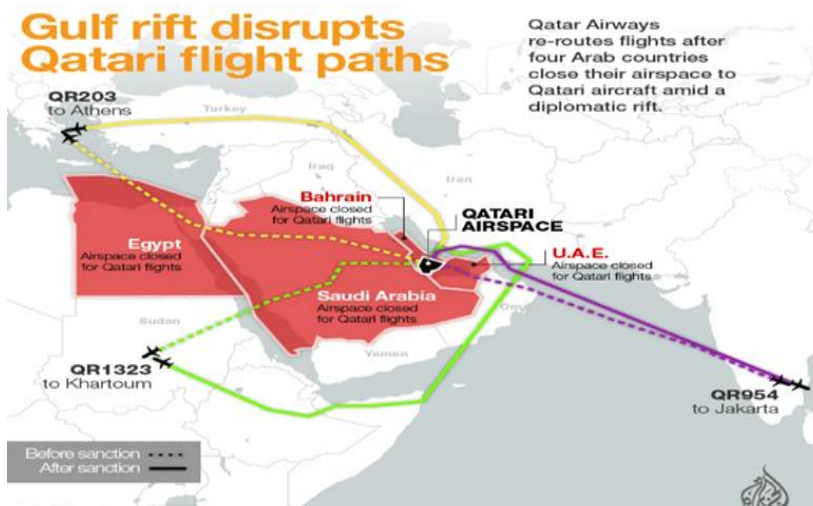 Gulf rift disrupts
Qatari flight paths
Qatar Airways
re-routes flights after
four Arab countries
close their airspace to
Qatari aircraft amid a
diplomatic rift.
QR203
to Athens
Turkey
Iraq
Iran
Bahrain
Airspace closed
for Qatari flights
QATARI
AIRSPACE
Egypt
Airspace closed
for Qatari flights
U.A.E.
Airspace closed
for Qatari flights
Saudi Arabia
Airspace closed
for Qatari flights
Sudan
Yemen
QR1323
to Khartoum
QR954
to Jakarta
Before sanction
After sanction